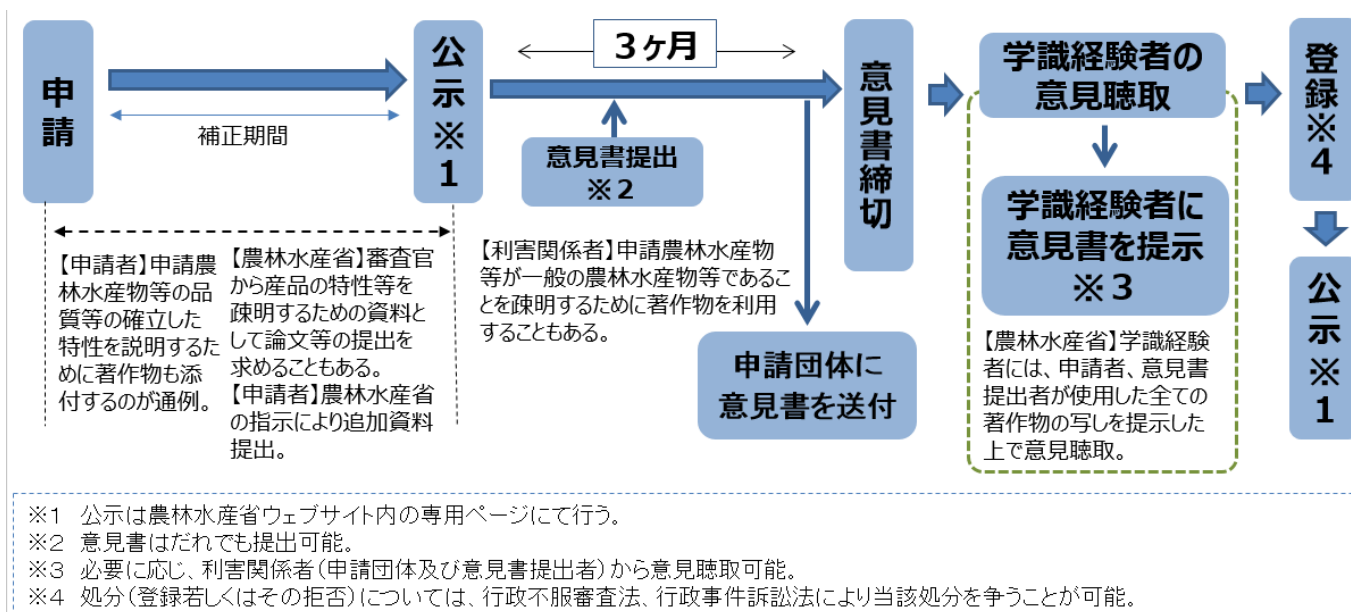 申請
補正期間
公示※1
3ヶ月
意見書提出
※2
意見書締切
学識経験者の
意見聴取
学識経験者に
意見書を提示
※3
登録※4
公示※1
【申請者】申請農
林水産物等の品
質等の確立した
特性を説明するた
めに著作物も添
付するのが通例。
【農林水産省】審査官
から産品の特性等を
疎明するための資料と
して論文等の提出を
求めることもある。
【申請者】農林水産省
の指示により追加資料
提出。
【利害関係者】申請農林水産物
等が一般の農林水産物等であるこ
とを疎明するために著作物を利用
することもある。
申請団体に
意見書を送付
【農林水産省】学識経験
者には、申請者、意見書
提出者が使用した全ての
著作物の写しを提示した
上で意見聴取。
※1 公示は農林水産省ウェブサイト内の専用ページにて行う。
※2 意見書はだれでも提出可能。
※3 必要に応じ、利害関係者(申請団体及び意見書提出者)から意見聴取可能。
※4 処分(登録若しくはその拒否)については、行政不服審査法、行政事件訴訟法により当該処分を争うことが可能。